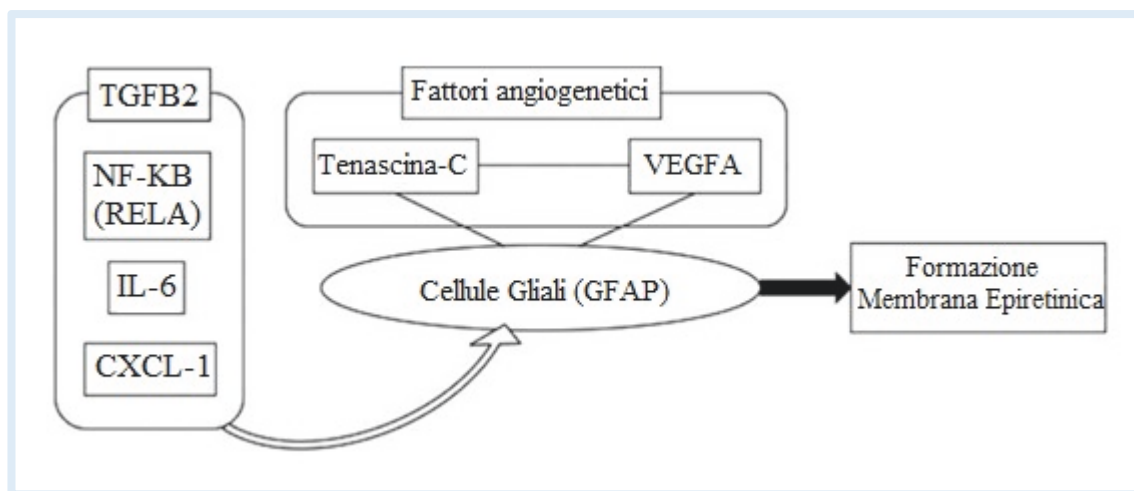 TGFB2
NF-KB
(RELA)
IL-6
CXCL-1
Fattori angiogenetici
Tenascina-C
VEGFA
Cellule Gliali (GFAP)
Formazione
Membrana Epiretinica